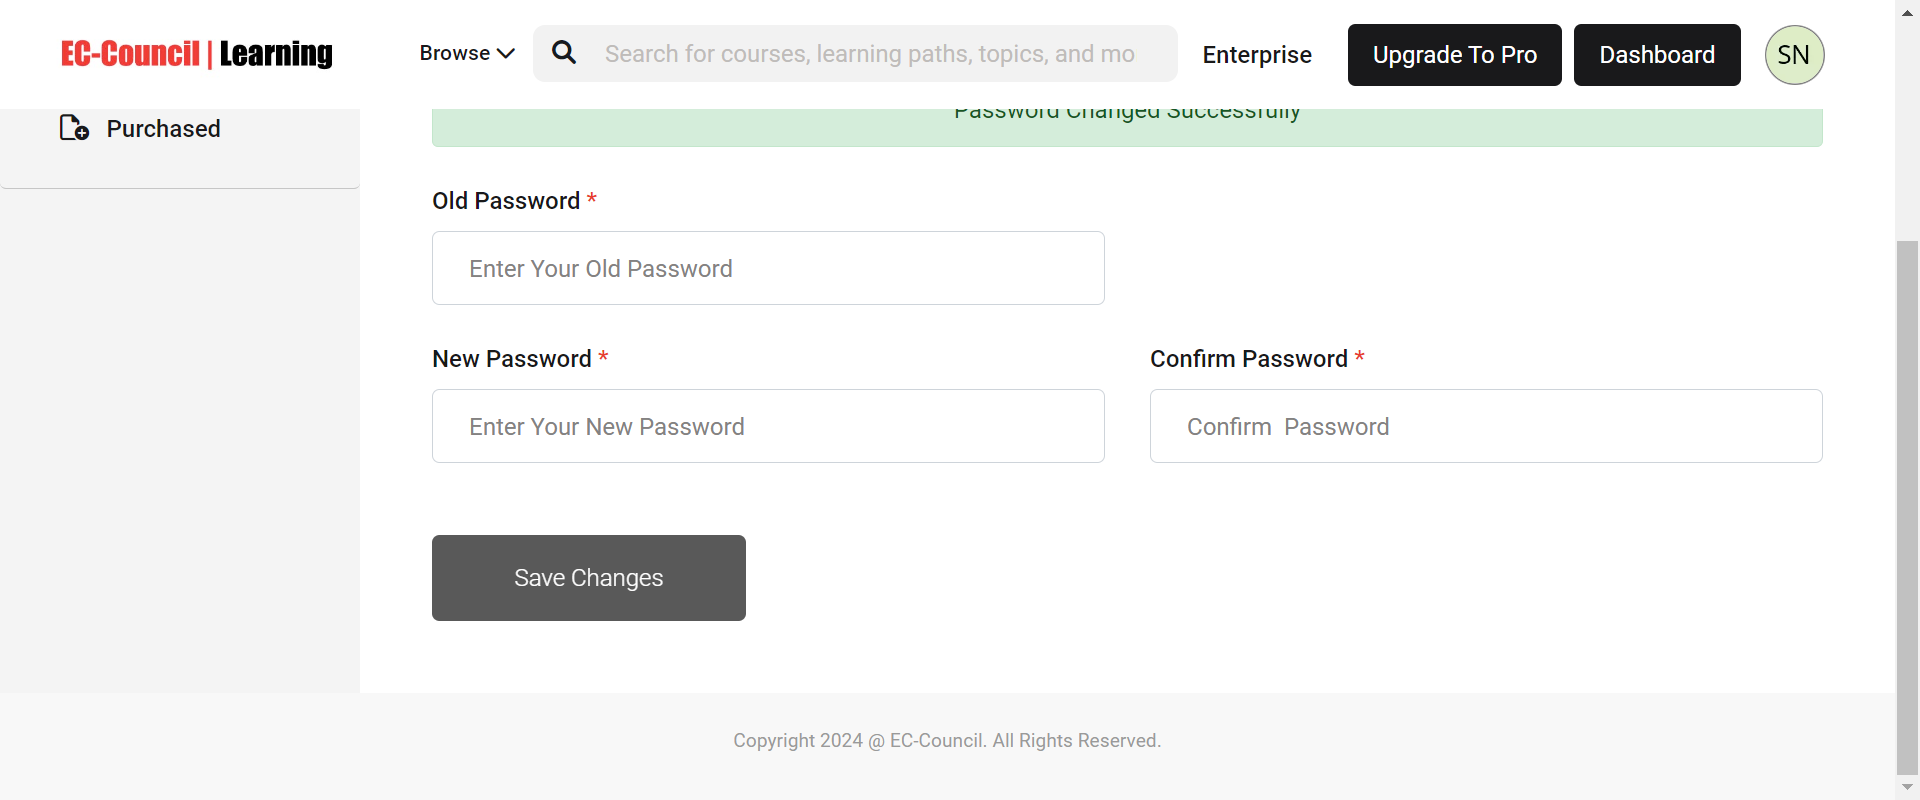 EC-Council | Learning
Browse
Search for courses, learning paths, topics, and mo
Enterprise
Upgrade To Pro
Dashboard
SN
Purchased
Password Changed Successfully
Old Password *
Enter Your Old Password
New Password *
Confirm Password *
Enter Your New Password
Confirm  Password
Save Changes
Copyright 2024 @ EC-Council. All Rights Reserved.